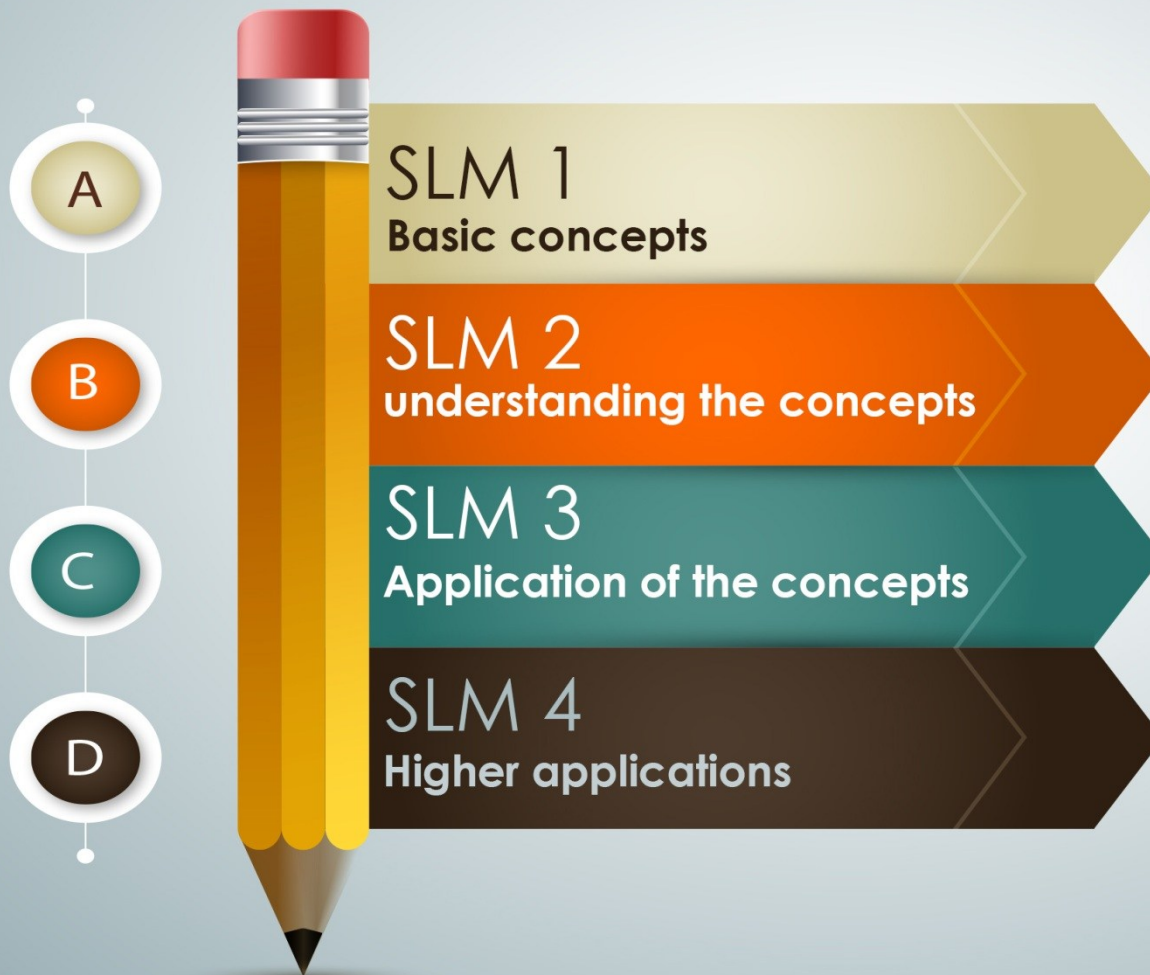 A
SLM 1
Basic concepts
B
SLM 2
understanding the concepts
C
SLM 3
Application of the concepts
D
SLM 4
Higher applications